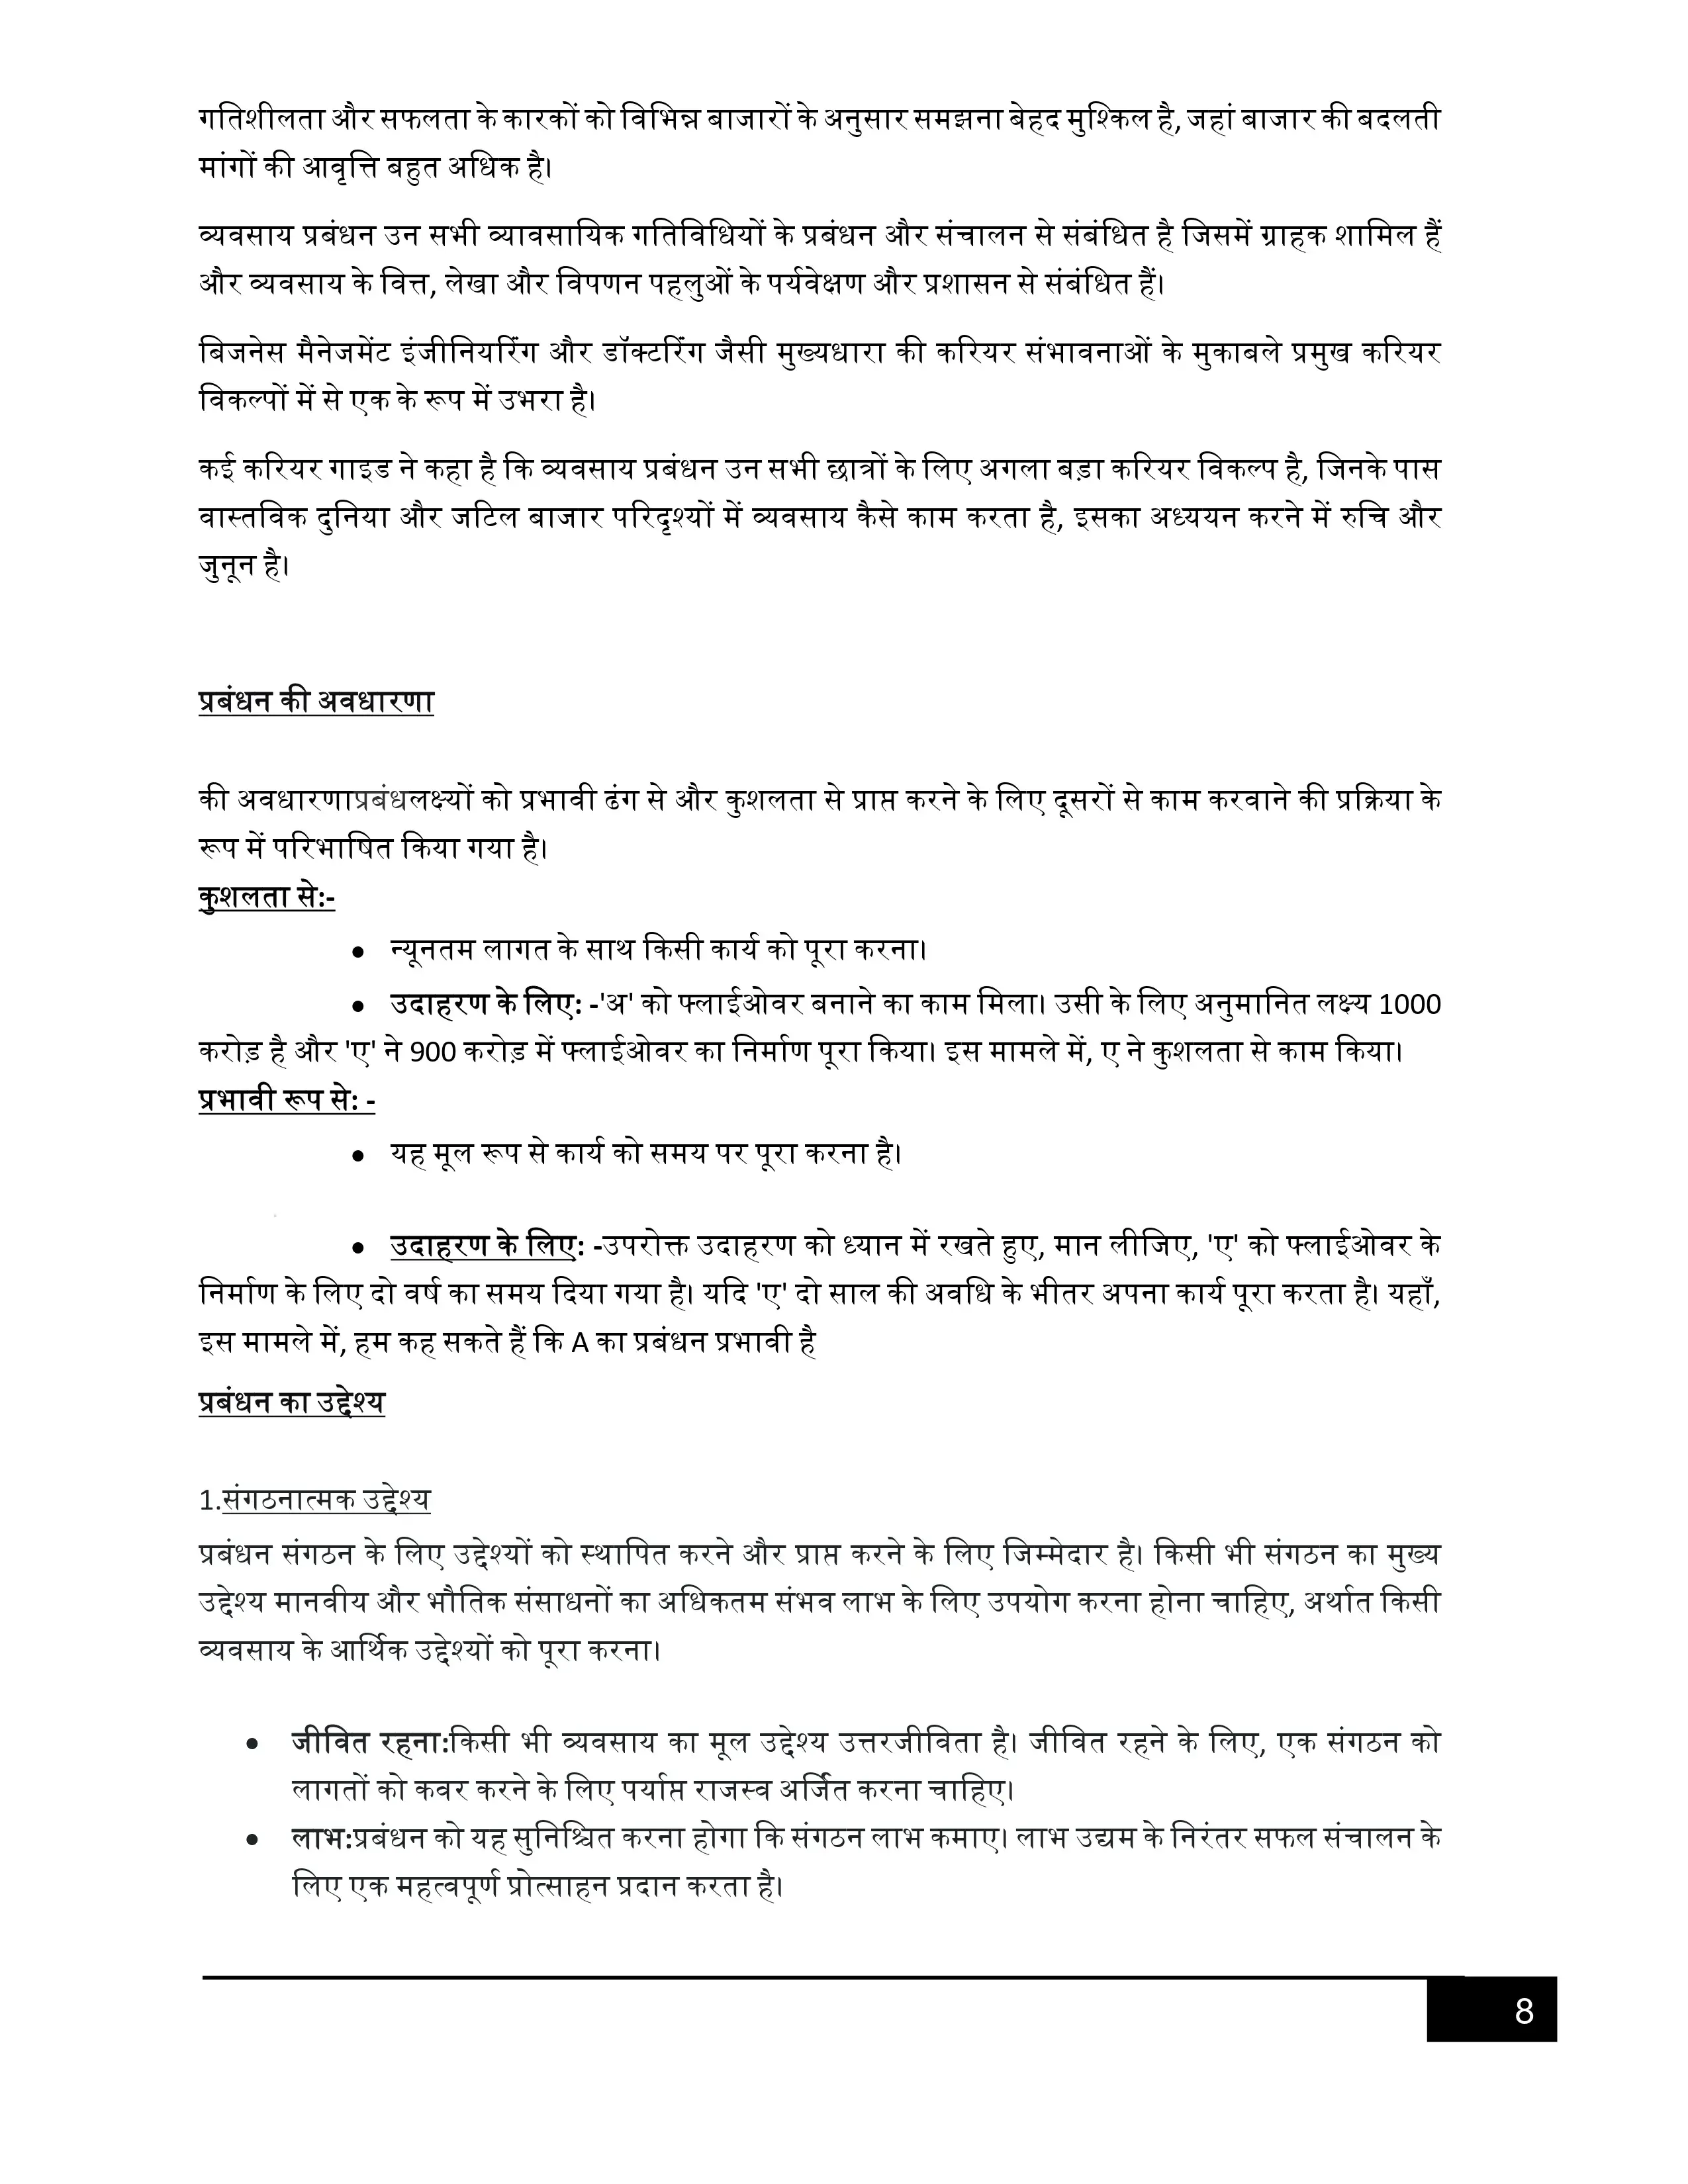 गतिशीलता और सफलता के कारकों को विभिन्न बाजारों के अनुसार समझना बेहद मुश्किल है, जहां बाजार की बदलती
मांगों की आवृत्ति बहुत अधिक है।
व्यवसाय प्रबंधन उन सभी व्यावसायिक गतिविधियों के प्रबंधन और संचालन से संबंधित है जिसमें ग्राहक शामिल हैं
और व्यवसाय के वित्त, लेखा और विपणन पहलुओं के पर्यवेक्षण और प्रशासन से संबंधित हैं।
बिजनेस मैनेजमेंट इंजीनियरिंग और डॉक्टरिंग जैसी मुख्यधारा की करियर संभावनाओं के मुकाबले प्रमुख करियर
विकल्पों में से एक के रूप में उभरा है।
कई करियर गाइड ने कहा है कि व्यवसाय प्रबंधन उन सभी छात्रों के लिए अगला बड़ा करियर विकल्प है, जिनके पास
वास्तविक दुनिया और जटिल बाजार परिदृश्यों में व्यवसाय कैसे काम करता है, इसका अध्ययन करने में रुचि और
जुनून है।
प्रबंधन की अवधारणा
की अवधारणाप्रबंधलक्ष्यों को प्रभावी ढंग से और कुशलता से प्राप्त करने के लिए दूसरों से काम करवाने की प्रक्रिया के
रूप में परिभाषित किया गया है।
कुशलता से:-
• न्यूनतम लागत के साथ किसी कार्य को पूरा करना।
• उदाहरण के लिए: -'अ' को फ्लाईओवर बनाने का काम मिला। उसी के लिए अनुमानित लक्ष्य 1000
करोड़ है और 'ए' ने 900 करोड़ में फ्लाईओवर का निर्माण पूरा किया। इस मामले में, ए ने कुशलता से काम किया।
प्रभावी रूप से: -
• यह मूल रूप से कार्य को समय पर पूरा करना है।
• उदाहरण के लिए: -उपरोक्त उदाहरण को ध्यान में रखते हुए, मान लीजिए, 'ए' को फ्लाईओवर के
निर्माण के लिए दो वर्ष का समय दिया गया है। यदि 'ए' दो साल की अवधि के भीतर अपना कार्य पूरा करता है। यहाँ,
इस मामले में, हम कह सकते हैं कि A का प्रबंधन प्रभावी है
प्रबंधन का उद्देश्य
1.संगठनात्मक उद्देश्य
प्रबंधन संगठन के लिए उद्देश्यों को स्थापित करने और प्राप्त करने के लिए जिम्मेदार है। किसी भी संगठन का मुख्य
उद्देश्य मानवीय और भौतिक संसाधनों का अधिकतम संभव लाभ के लिए उपयोग करना होना चाहिए, अर्थात किसी
व्यवसाय के आर्थिक उद्देश्यों को पूरा करना।
• जीवित रहना:किसी भी व्यवसाय का मूल उद्देश्य उत्तरजीविता है। जीवित रहने के लिए, एक संगठन को
लागतों को कवर करने के लिए पर्याप्त राजस्व अर्जित करना चाहिए।
• लाभ:प्रबंधन को यह सुनिश्चित करना होगा कि संगठन लाभ कमाए। लाभ उद्यम के निरंतर सफल संचालन के
लिए एक महत्वपूर्ण प्रोत्साहन प्रदान करता है।
8